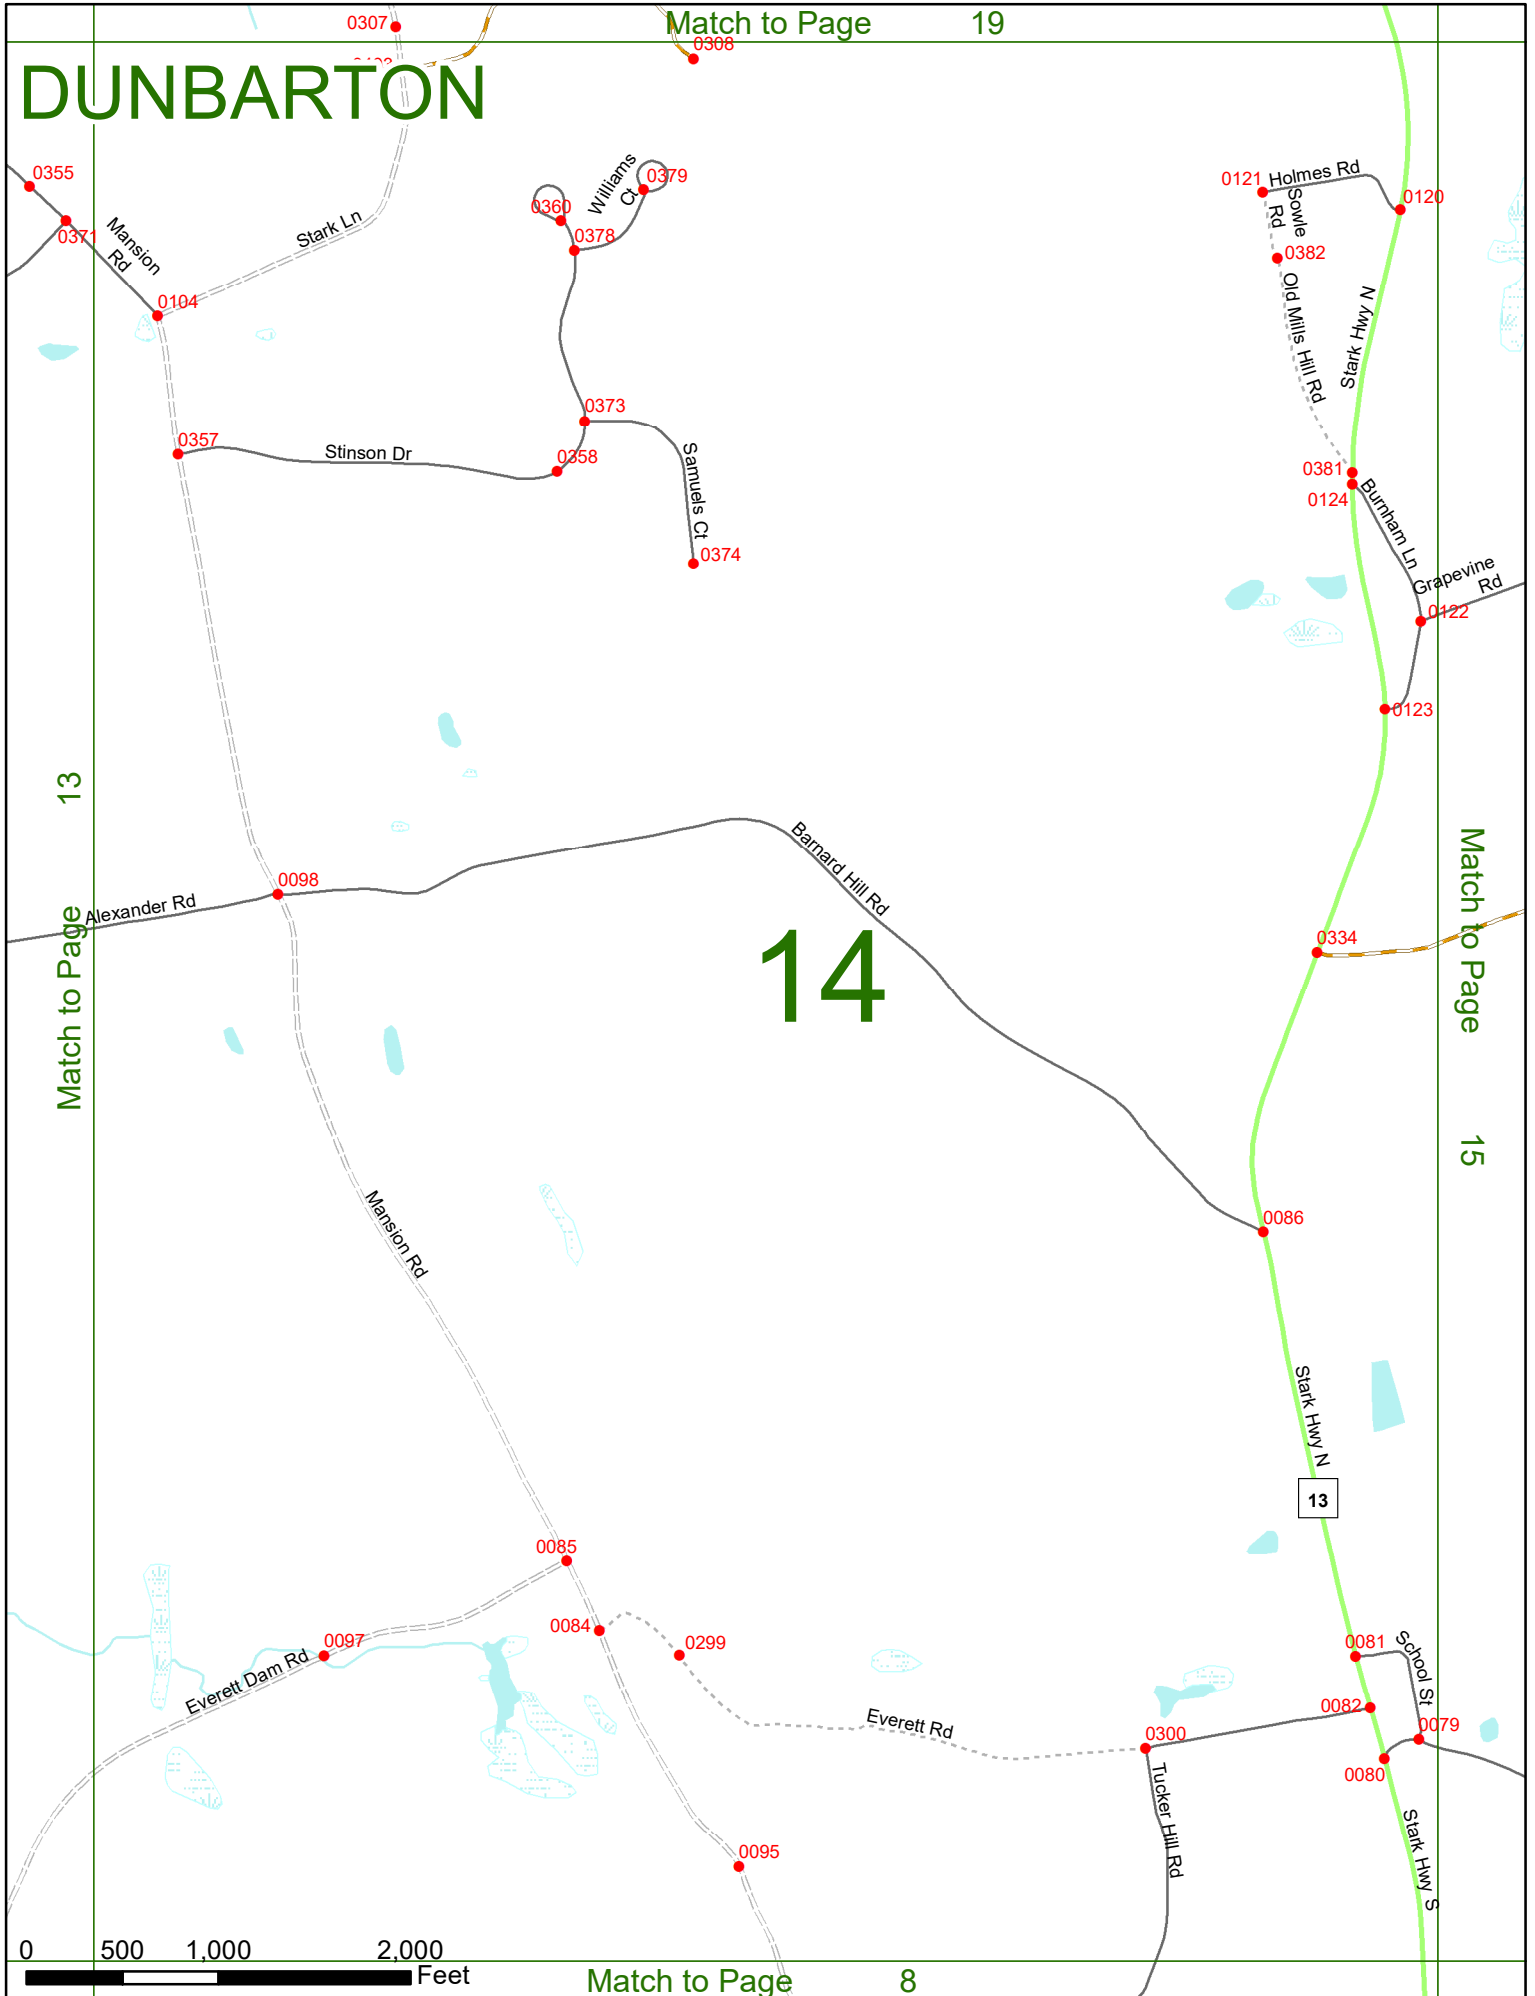 Match to Page 19
0307
0308
DUNBARTON
0355
0371
Mansion
Rd
Stark Ln
0104
0360
Williams
Ct
0379
0378
0121
Holmes Rd
0120
Sowle
Rd
0382
Old Mills Hill Rd
Stark Hwy N
0373
0357
Stinson Dr
0358
Samuels Ct
0374
0381
0124
Burnham Ln
Grapevine
Rd
0122
0123
Match to Page 13
Barnard Hill Rd
0098
Alexander Rd
14
0334
Match to Page 15
Mansion Rd
0086
Stark Hwy N
13
0085
0084
0299
0097
Everett Dam Rd
Everett Rd
0081
School St
0082
0079
0300
0080
Tucker Hill Rd
Stark Hwy S
0095
0 500 1,000 2,000
Feet
Match to Page 8